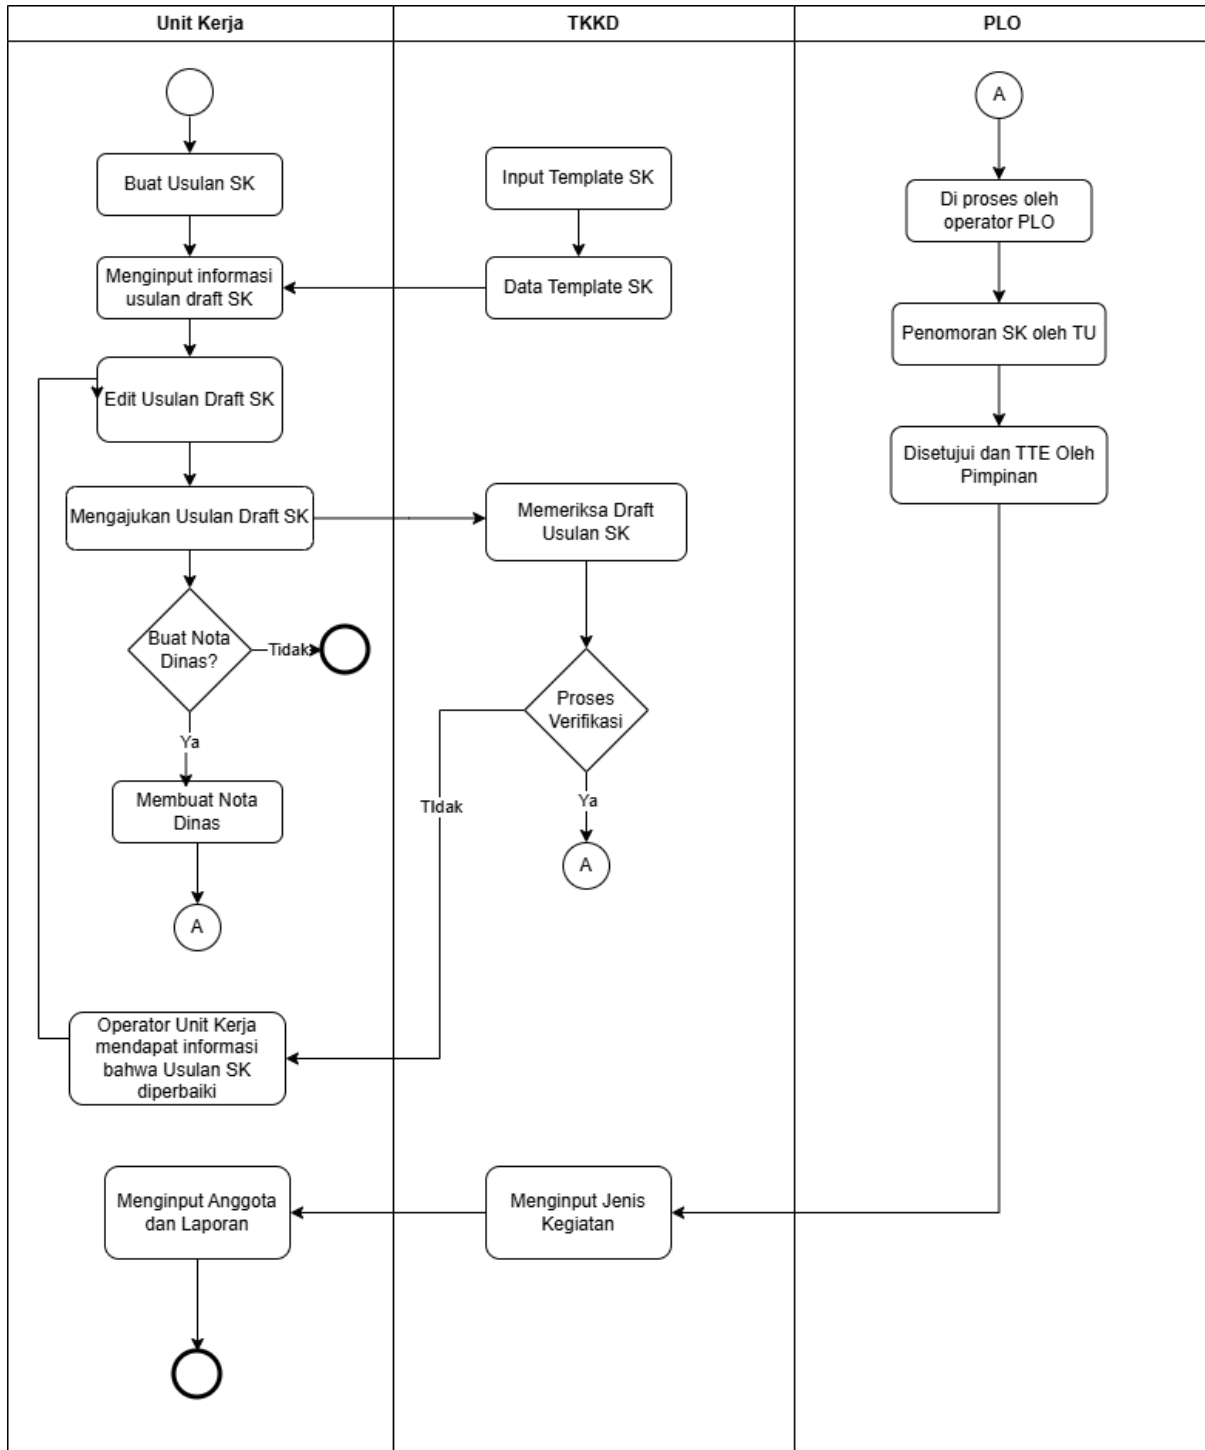 Unit Kerja
TKKD
PLO
A
Buat Usulan SK
Input Template SK
Di proses oleh
operator PLO
Menginput informasi
usulan draft SK
Data Template SK
Penomoran SK oleh TU
Edit Usulan Draft SK
Disetujui dan TTE Oleh
Pimpinan
Mengajukan Usulan Draft SK
Memeriksa Draft
Usulan SK
Buat Nota
Dinas?
Tidak
Proses
Verifikasi
Ya
Membuat Nota
Dinas
TIdak
Ya
A
A
Operator Unit Kerja
mendapat informasi
bahwa Usulan SK
diperbaiki
Menginput Anggota
dan Laporan
Menginput Jenis
Kegiatan